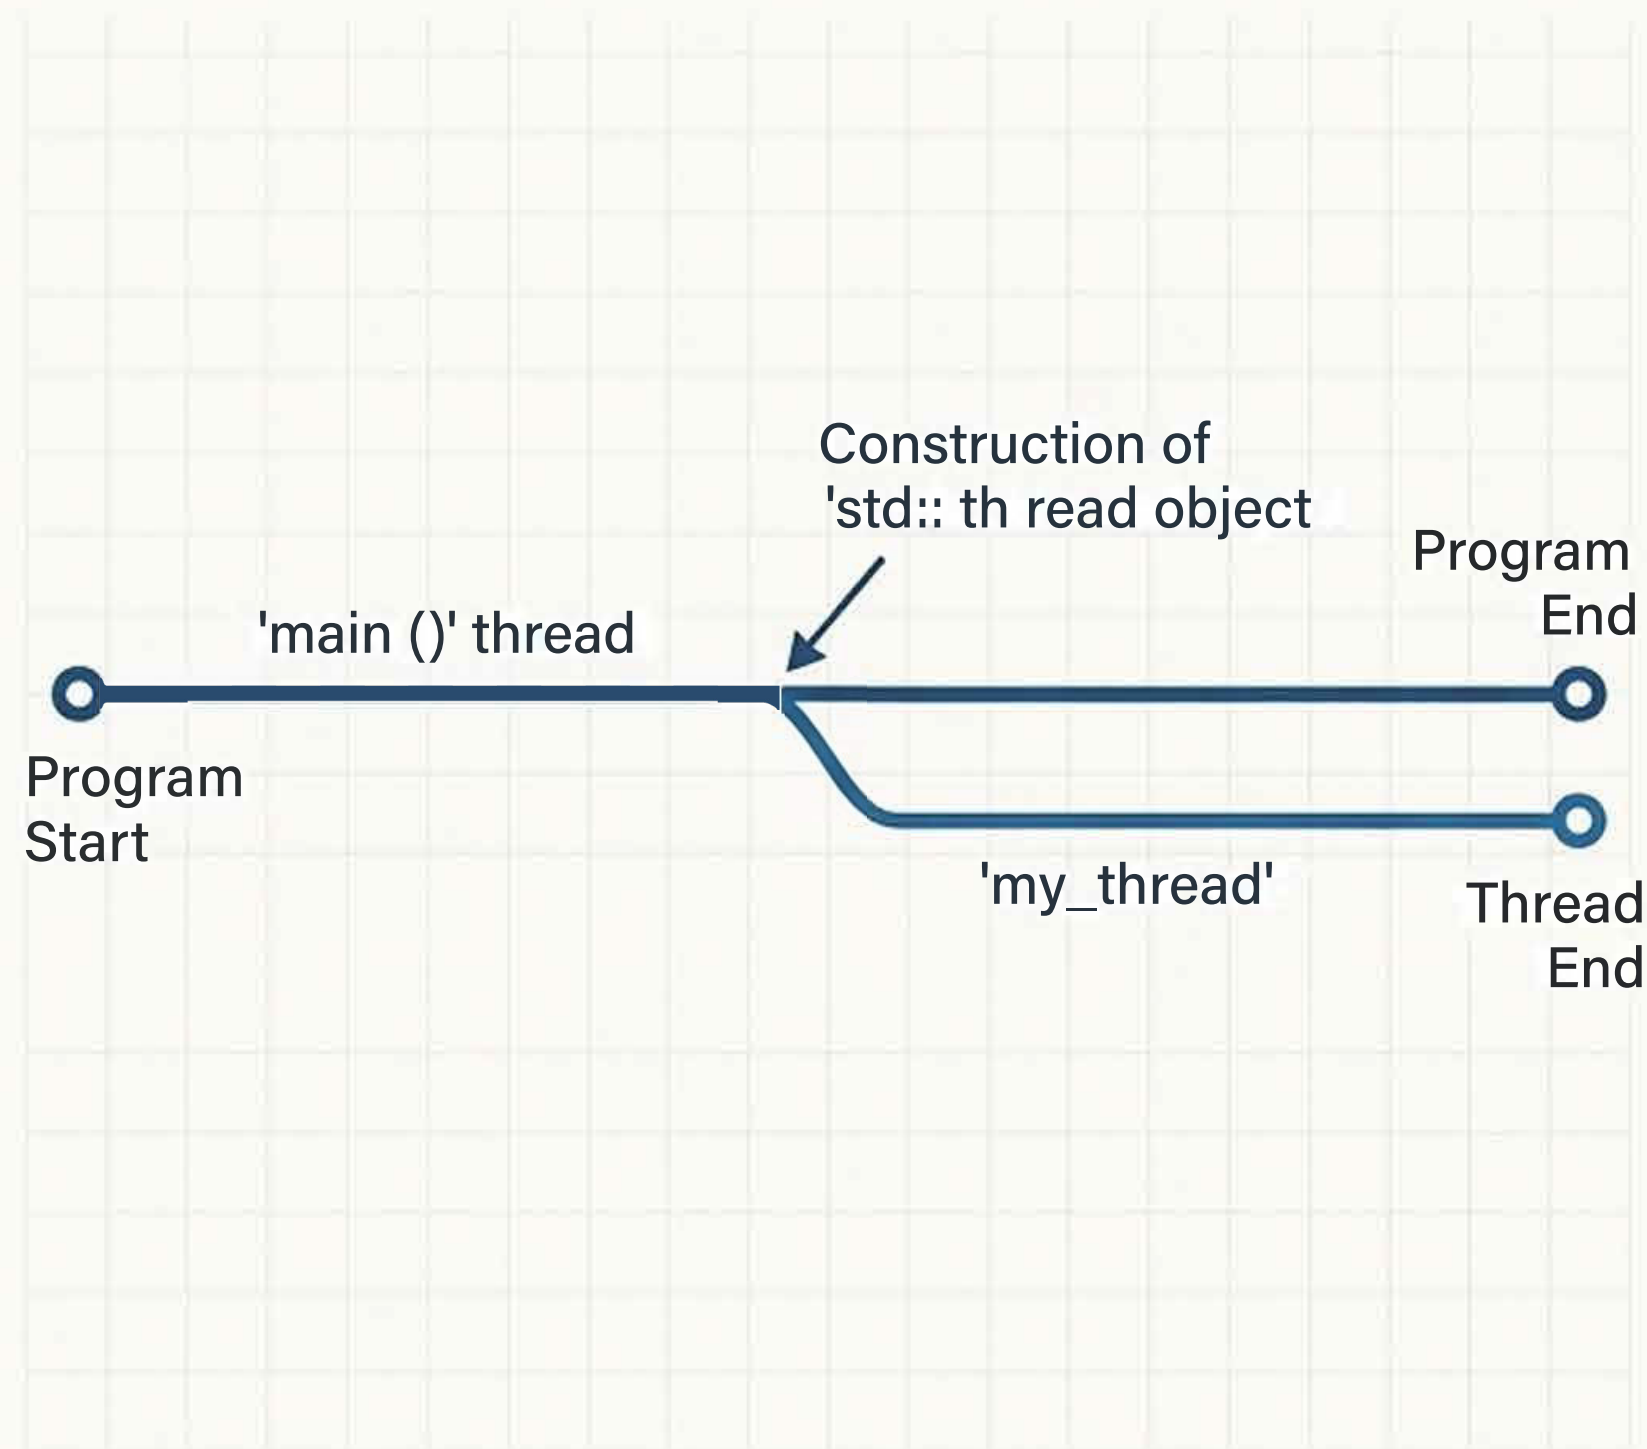 Construction of
'std:: th read object
Program
End
'main ()' thread
Program
Start
'my_thread'
Thread
End